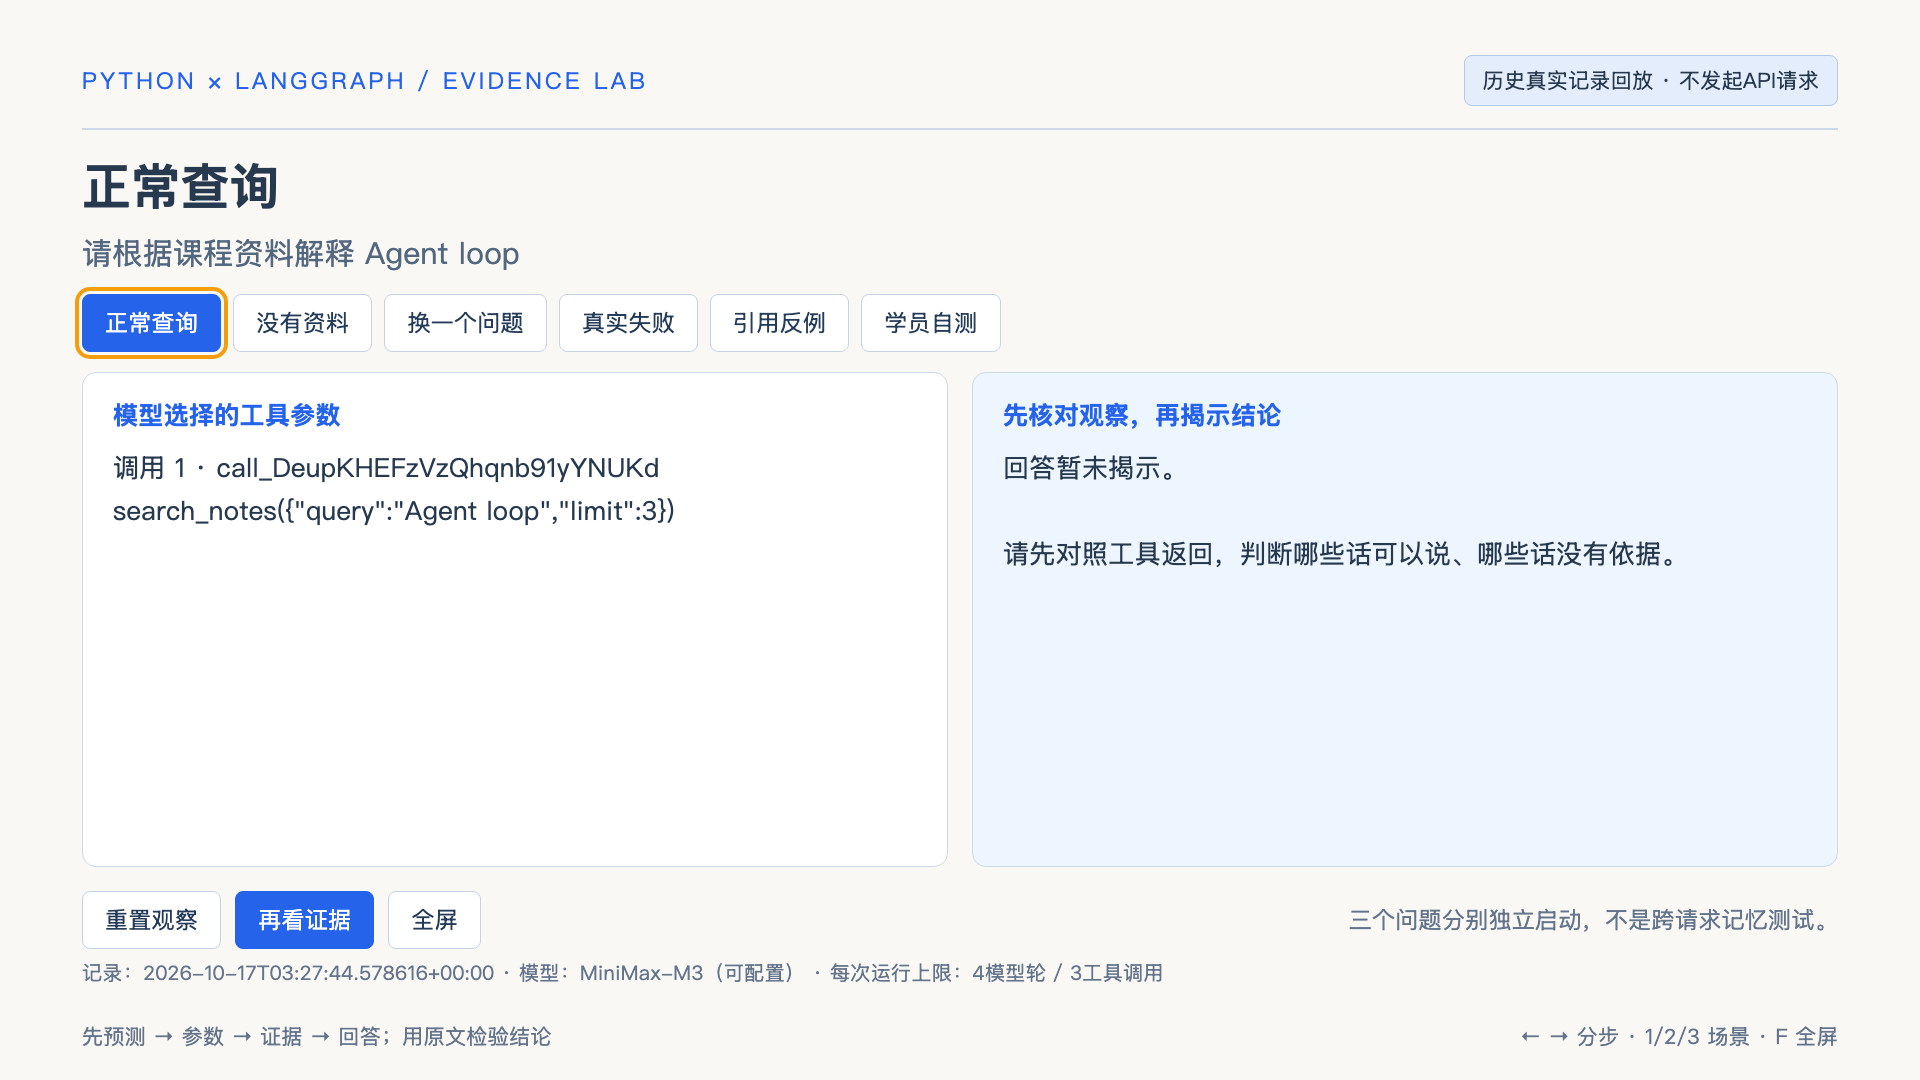 PYTHON × LANGGRAPH / EVIDENCE LAB
历史真实记录回放 · 不发起API请求
正常查询
请根据课程资料解释 Agent loop
正常查询
没有资料
换一个问题
真实失败
引用反例
学员自测
模型选择的工具参数
调用 1 · call_DeupKHEFzVzQhqnb91yYNUKd
search_notes({"query":"Agent loop","limit":3})
先核对观察，再揭示结论
回答暂未揭示。
请先对照工具返回，判断哪些话可以说、哪些话没有依据。
重置观察
再看证据
全屏
三个问题分别独立启动，不是跨请求记忆测试。
记录：2026-10-17T03:27:44.578616+00:00 · 模型：MiniMax-M3（可配置） · 每次运行上限：4模型轮 / 3工具调用
先预测 → 参数 → 证据 → 回答；用原文检验结论
← → 分步 · 1/2/3 场景 · F 全屏